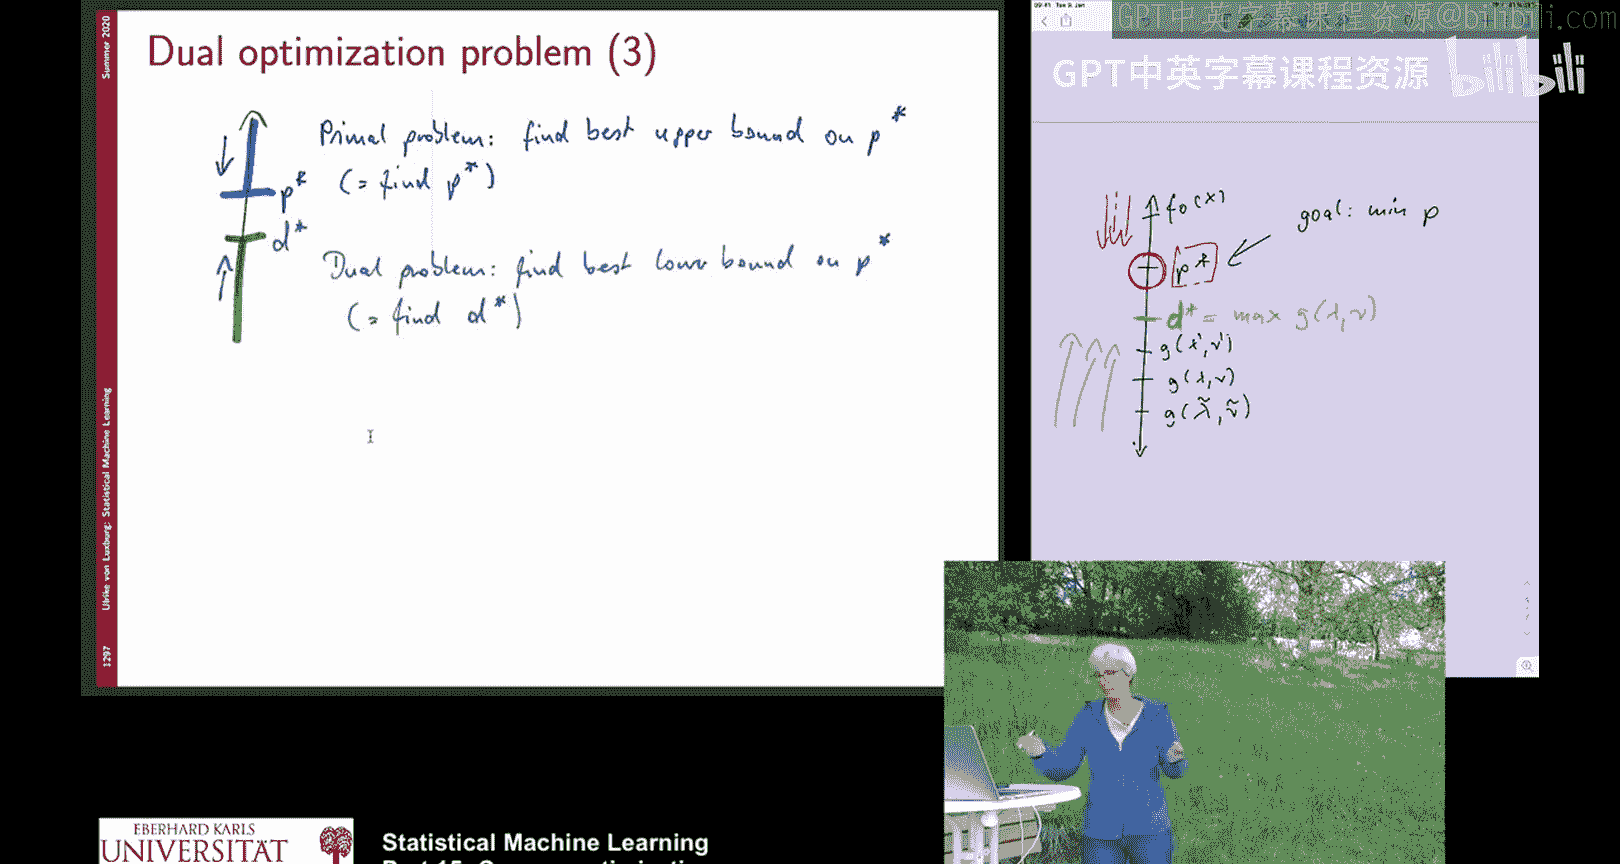 Summer 2020
Dual optimization problem (3)
Primal problem: find best upper bound on p*
(= find p*)
p*
d*
Dual problem: find best lower bound on p*
(= find d*)
Ulrike von Luxburg: Statistical Machine Learning
1297
GPT中英字幕课程资源@bilibili.com
GPT中英字幕课程资源 bilibili
f0(x)
goal: min p
p*
d* = max g(λ,ν)
g(λ',ν')
g(λ,ν)
g(λ̃,ν̃)
EBERHARD KARLS
UNIVERSITÄT
Statistical Machine Learning